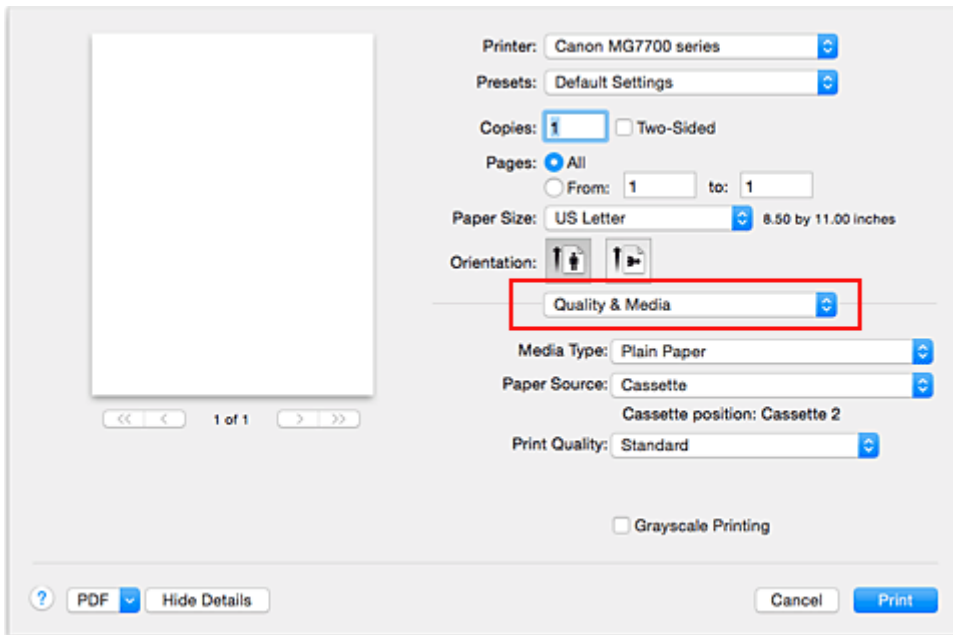 Printer: Canon MG7700 series
Presets: Default Settings
Copies: 1 Two-Sided
Pages: All
From: 1 to: 1
Paper Size: US Letter 8.50 by 11.00 inches
Orientation:
Quality & Media
Media Type: Plain Paper
Paper Source: Cassette
Cassette position: Cassette 2
<< < 1 of 1 > >>
Print Quality: Standard
Grayscale Printing
? PDF Hide Details Cancel Print